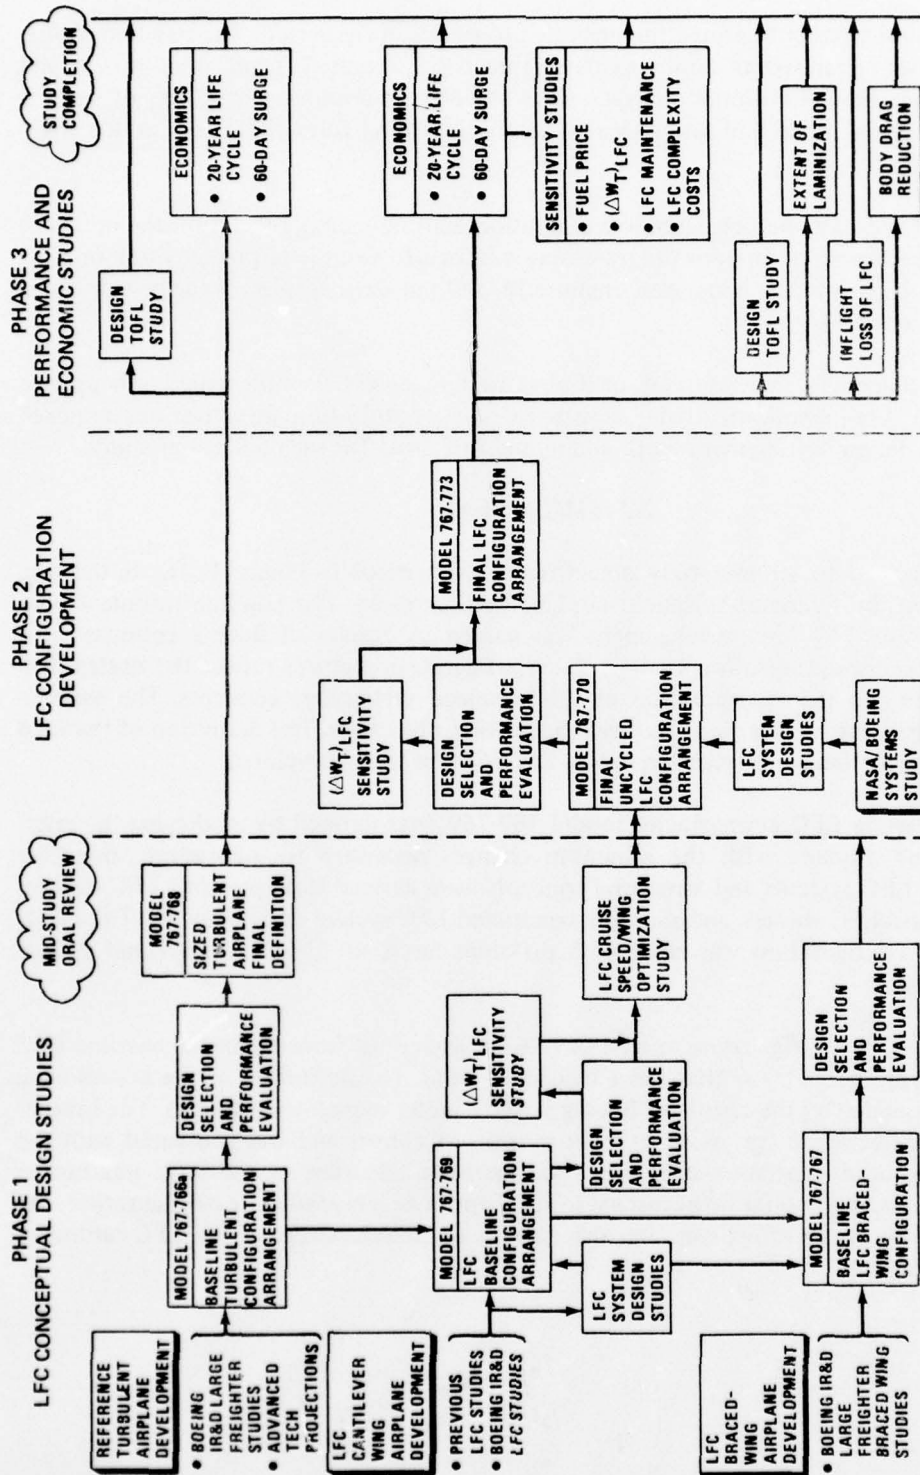 PHASE 1
LFC CONCEPTUAL DESIGN STUDIES
MID-STUDY
ORAL REVIEW
PHASE 2
LFC CONFIGURATION
DEVELOPMENT
PHASE 3
PERFORMANCE AND
ECONOMIC STUDIES
STUDY
COMPLETION
REFERENCE
TURBULENT
AIRPLANE
DEVELOPMENT
• BOEING
IR&D LARGE
FREIGHTER
STUDIES
• ADVANCED
TECH
PROJECTIONS
MODEL 767-766a
BASELINE
TURBULENT
CONFIGURATION
ARRANGEMENT
DESIGN
SELECTION
AND
PERFORMANCE
EVALUATION
MODEL
767-768
SIZED
TURBULENT
AIRPLANE
FINAL
DEFINITION
DESIGN
TOFL
STUDY
ECONOMICS
• 20-YEAR LIFE
CYCLE
• 60-DAY SURGE
LFC
CANTILEVER
WING
AIRPLANE
DEVELOPMENT
• PREVIOUS
LFC STUDIES
• BOEING IR&D
LFC STUDIES
MODEL 767-769
LFC
BASELINE
CONFIGURATION
ARRANGEMENT
LFC
SYSTEM
DESIGN
STUDIES
DESIGN
SELECTION
AND
PERFORMANCE
EVALUATION
(ΔWT)LFC
SENSITIVITY
STUDY
LFC CRUISE
SPEED/WING
OPTIMIZATION
STUDY
(ΔWT)LFC
SENSITIVITY
STUDY
DESIGN
SELECTION
AND
PERFORMANCE
EVALUATION
MODEL 767-770
FINAL
UNCYCLED
LFC
CONFIGURATION
ARRANGEMENT
LFC
SYSTEM
DESIGN
STUDIES
NASA/BOEING
SYSTEMS
STUDY
MODEL 767-773
FINAL LFC
CONFIGURATION
ARRANGEMENT
ECONOMICS
• 20-YEAR LIFE
CYCLE
• 60-DAY SURGE
SENSITIVITY STUDIES
• FUEL PRICE
• (ΔWT)LFC
• LFC MAINTENANCE
• LFC COMPLEXITY
COSTS
DESIGN
TOFL STUDY
EXTENT OF
LAMINIZATION
INFLIGHT
LOSS OF LFC
BODY DRAG
REDUCTION
LFC
BRACED-
WING
AIRPLANE
DEVELOPMENT
• BOEING IR&D
LARGE
FREIGHTER
BRACED WING
STUDIES
MODEL 767-767
BASELINE
LFC BRACED-
WING
CONFIGURATION
DESIGN
SELECTION
AND
PERFORMANCE
EVALUATION